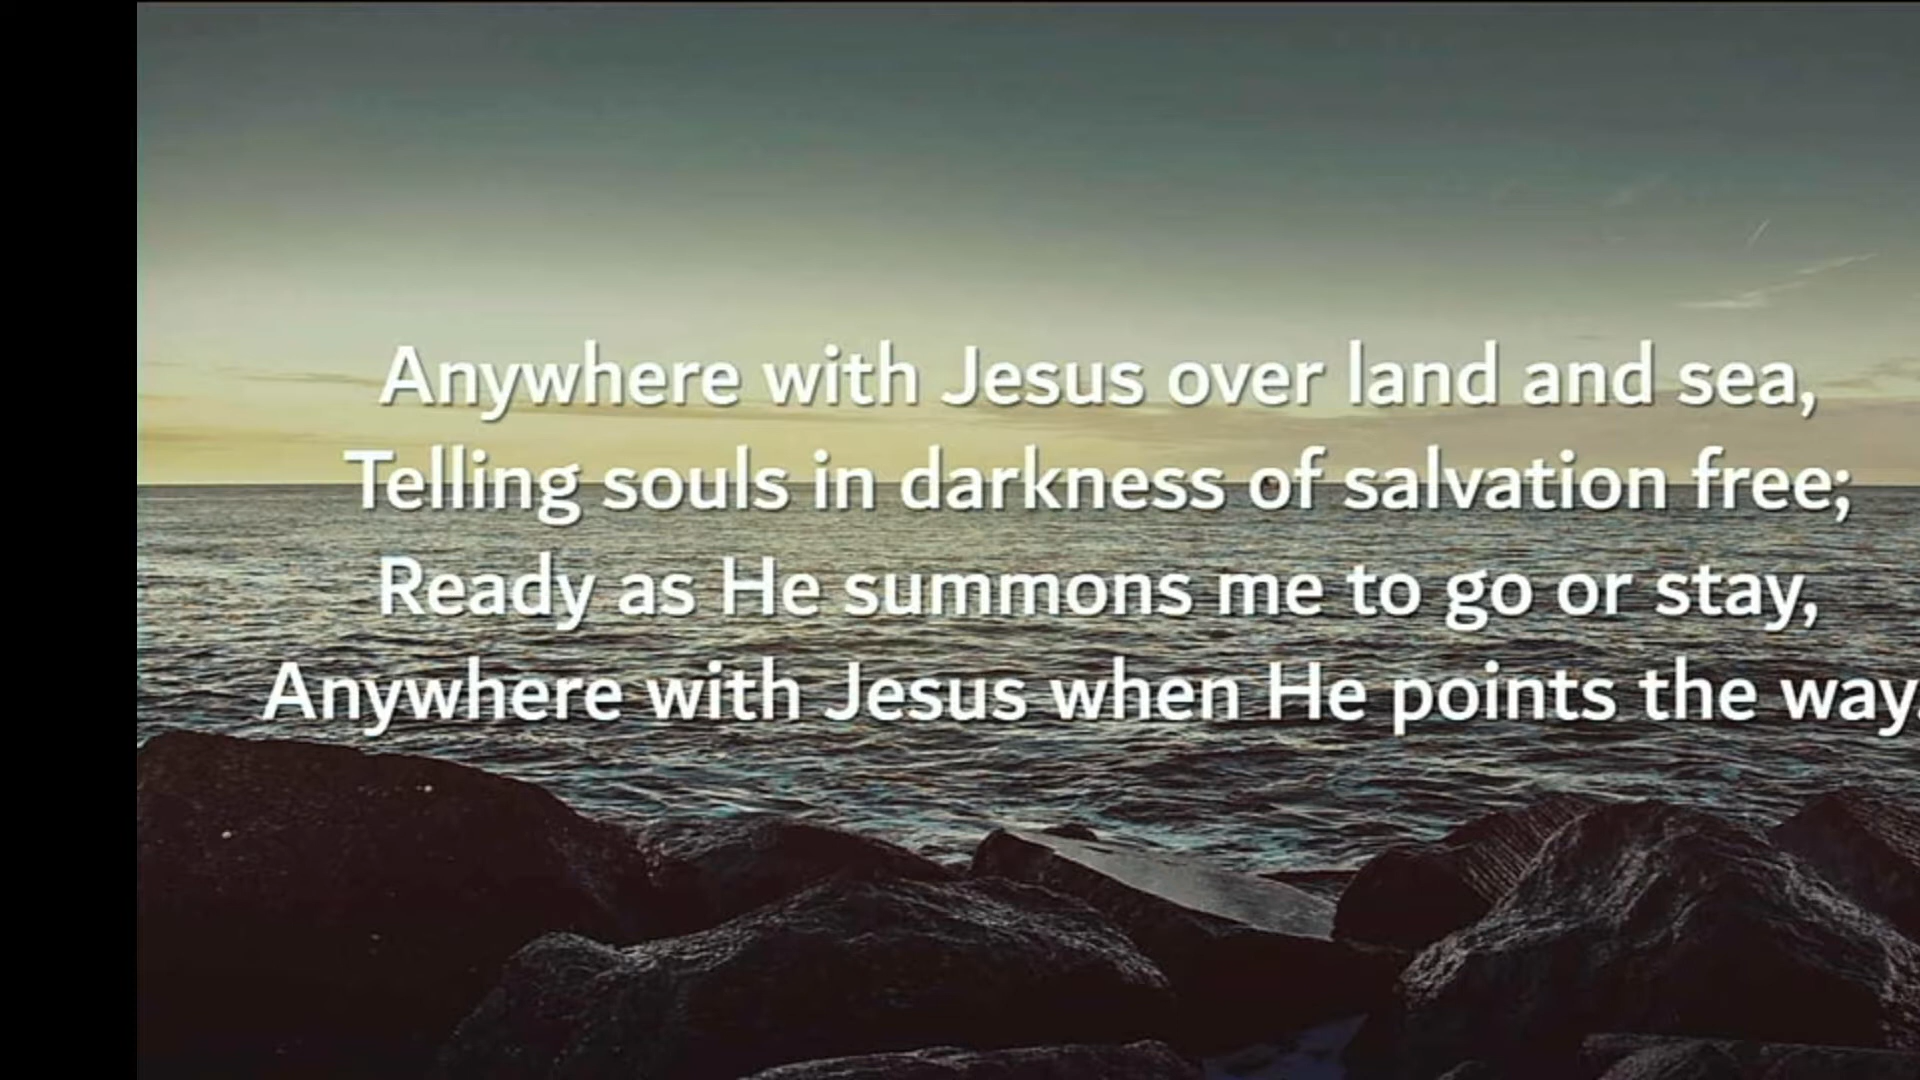 Anywhere with Jesus over land and sea,
Telling souls in darkness of salvation free;
Ready as He summons me to go or stay,
Anywhere with Jesus when He points the way.